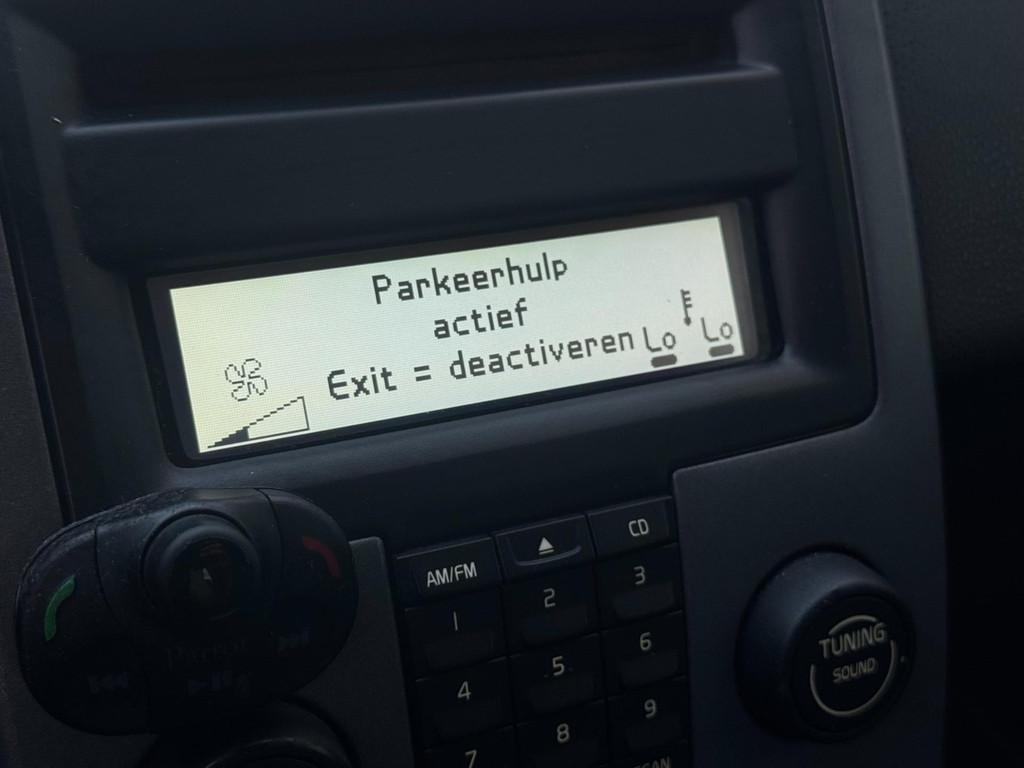 Parkeerhulp
actief
Exit = deactiveren Lo Lo
AM/FM
CD
1
2
3
4
5
6
7
8
9
TUNING
SOUND